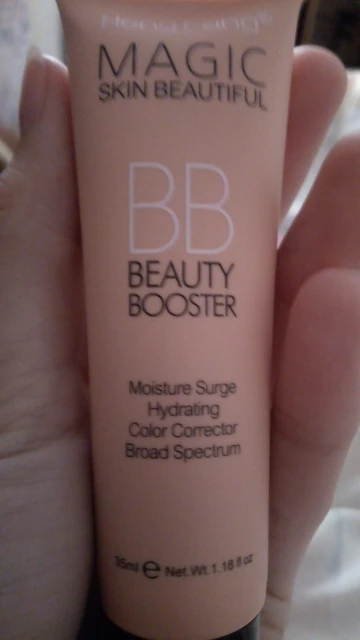 MAGIC
SKIN BEAUTIFUL
BB
BEAUTY
BOOSTER
Moisture Surge
Hydrating
Color Corrector
Broad Spectrum
35ml e Net.Wt.1.18 fl oz